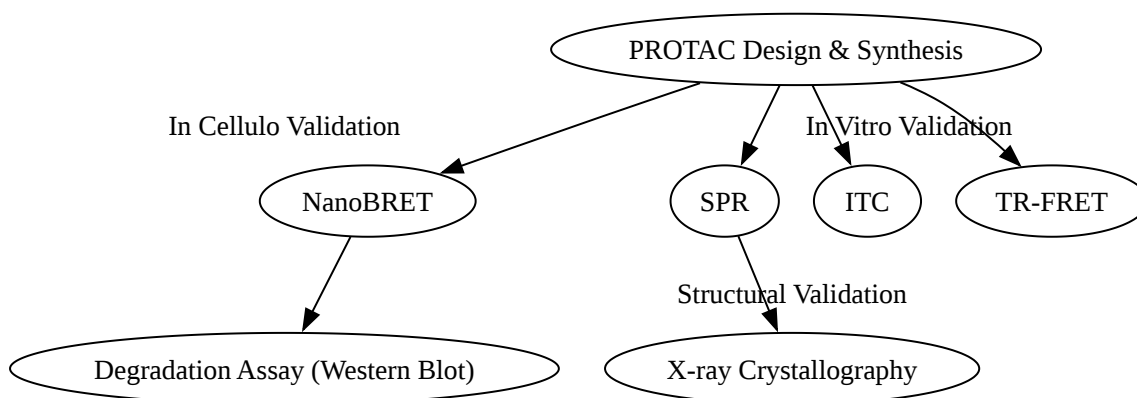 PROTAC Design & Synthesis
In Cellulo Validation
In Vitro Validation
NanoBRET
SPR
ITC
TR-FRET
Structural Validation
Degradation Assay (Western Blot)
X-ray Crystallography